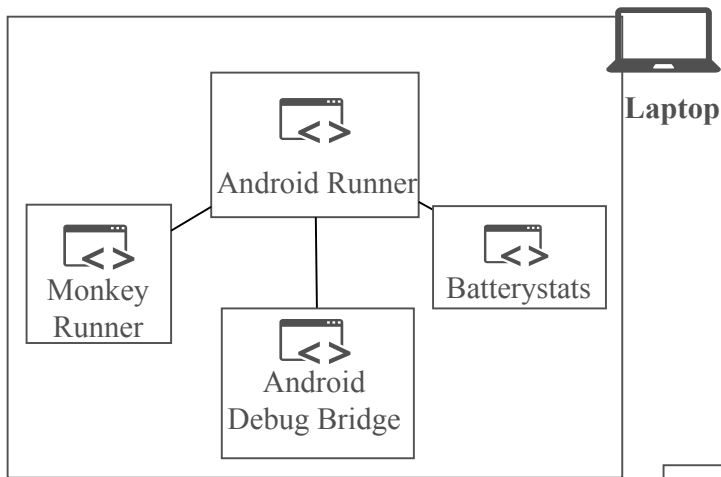 Laptop
Android Runner
Monkey
Runner
Batterystats
Android
Debug Bridge